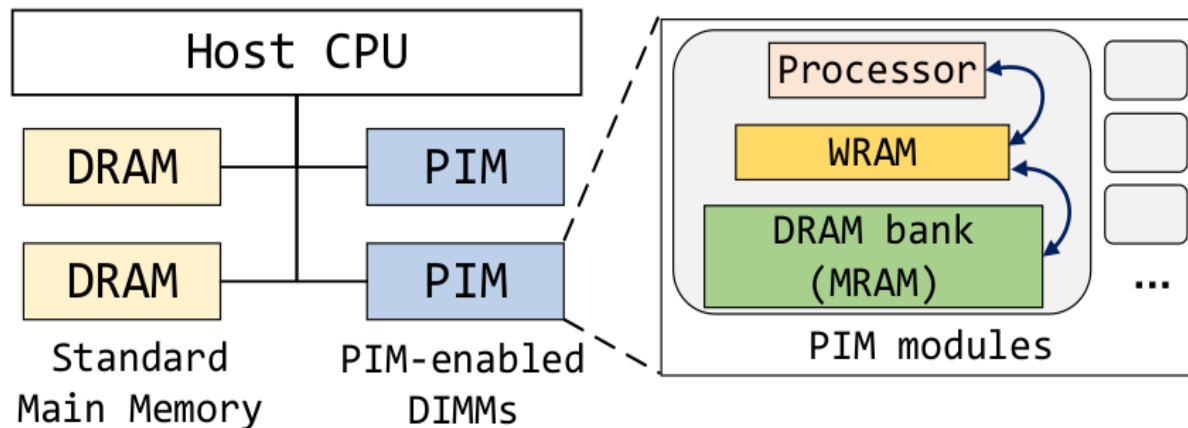 Host CPU
DRAM
PIM
DRAM
PIM
Standard
Main Memory
PIM-enabled
DIMMs
Processor
WRAM
DRAM bank
(MRAM)
...
PIM modules